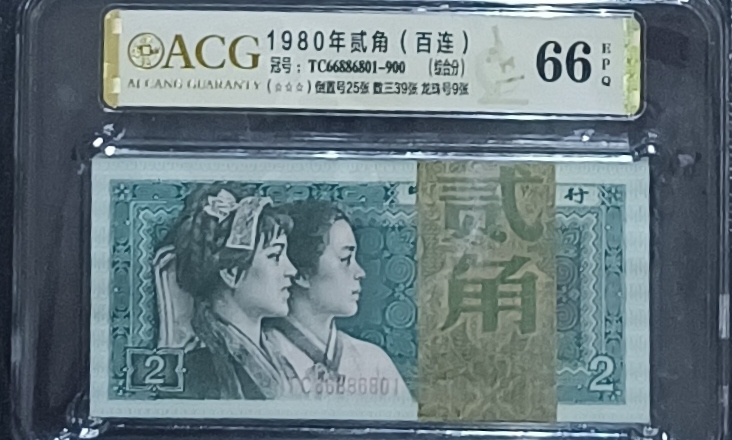 ACG 1980年贰角（百连）
AI CANG GUARANTY 冠号：TC66886801-900 （综合分）
(☆☆☆) 倒置号25张 数三39张 龙珠号9张
66 EPQ
行
贰角
TC66886801
2 2